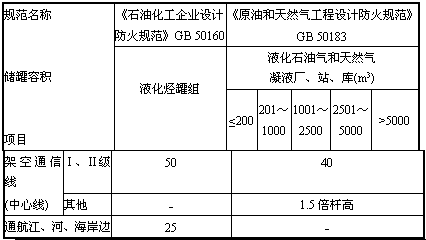 规范名称
储罐容积
项目
《石油化工企业设计
防火规范》GB 50160
《原油和天然气工程设计防火规范》
GB 50183
液化烃罐组
液化石油气和天然气
凝液厂、站、库(m³)
≤200
201～
1000
1001～
2500
2501～
5000
>5000
架空通信
线
(中心线)
Ⅰ、Ⅱ级
50
40
其他
-
1.5 倍杆高
通航江、河、海岸边
25
-